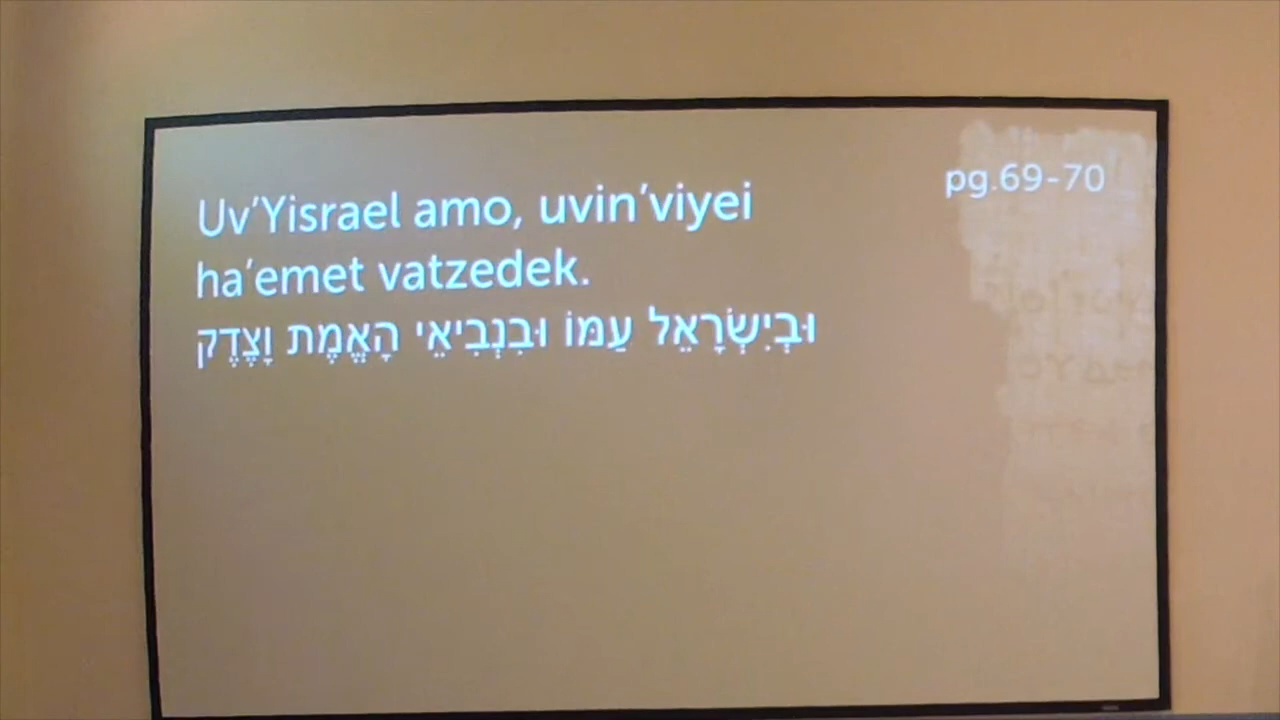 pg.69-70
Uv’Yisrael amo, uvin’viyei
ha’emet vatzedek.
וּבְיִשְׂרָאֵל עַמּוֹ וּבִנְבִיאֵי הָאֱמֶת וָצֶדֶק